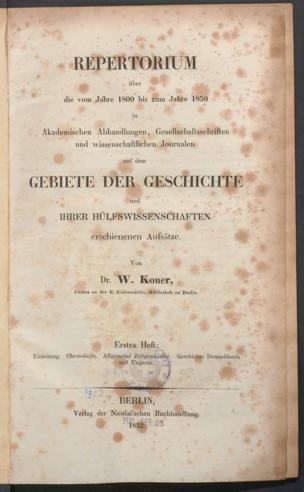 REPERTORIUM
über
die vom Jahre 1800 bis zum Jahre 1850
in
Akademischen Abhandlungen, Gesellschaftsschriften
und wissenschaftlichen Journalen
auf dem
GEBIETE DER GESCHICHTE
und
IHRER HÜLFSWISSENSCHAFTEN
erschienenen Aufsätze.
Von
Dr. W. Koner,
Custos an der K. Universitäts-Bibliothek zu Berlin.
Erstes Heft:
Einleitung. Chronologie. Allgemeine Zeitgeschichte. Geschichte Deutschlands
und Ungarns.
BERLIN,
Verlag der Nicolai'schen Buchhandlung.
1852.